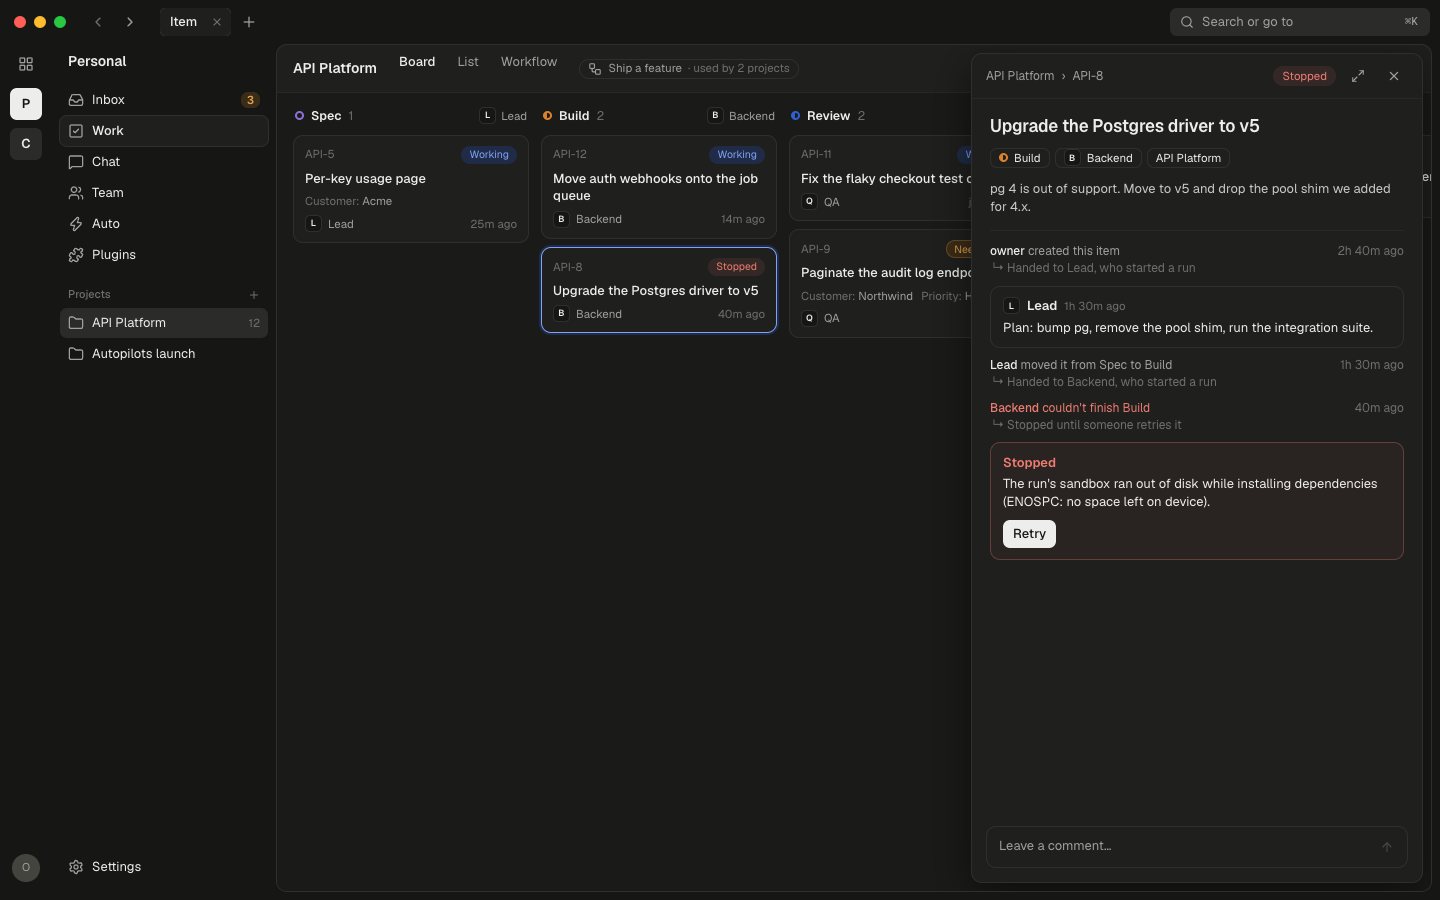 Item
Search or go to
⌘K
Personal
P
C
Inbox
3
Work
Chat
Team
Auto
Plugins
Projects
API Platform
12
Autopilots launch
O
Settings
API Platform
Board
List
Workflow
Ship a feature · used by 2 projects
Spec 1
L Lead
API-5
Working
Per-key usage page
Customer: Acme
L Lead
25m ago
Build 2
B Backend
API-12
Working
Move auth webhooks onto the job
queue
B Backend
14m ago
API-8
Stopped
Upgrade the Postgres driver to v5
B Backend
40m ago
Review 2
API-11
Fix the flaky checkout test
Q QA
API-9
Paginate the audit log
Customer: Northwind Priority:
Q QA
API Platform › API-8
Stopped
Upgrade the Postgres driver to v5
Build
B Backend
API Platform
pg 4 is out of support. Move to v5 and drop the pool shim we added
for 4.x.
owner created this item
2h 40m ago
Handed to Lead, who started a run
L Lead 1h 30m ago
Plan: bump pg, remove the pool shim, run the integration suite.
Lead moved it from Spec to Build
1h 30m ago
Handed to Backend, who started a run
Backend couldn't finish Build
40m ago
Stopped until someone retries it
Stopped
The run's sandbox ran out of disk while installing dependencies
(ENOSPC: no space left on device).
Retry
Leave a comment...